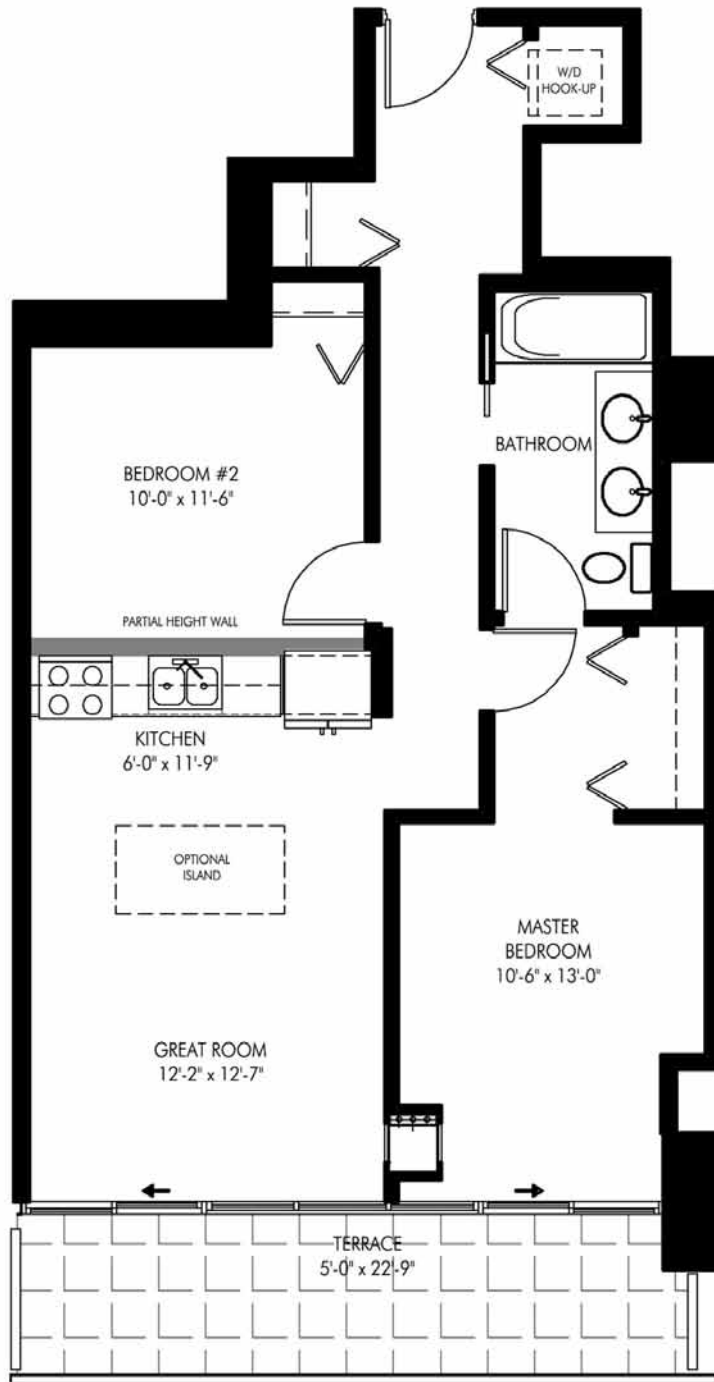 W/D
HOOK-UP
BEDROOM #2
10'-0" x 11'-6"
BATHROOM
PARTIAL HEIGHT WALL
KITCHEN
6'-0" x 11'-9"
OPTIONAL
ISLAND
MASTER
BEDROOM
10'-6" x 13'-0"
GREAT ROOM
12'-2" x 12'-7"
TERRACE
5'-0" x 22'-9"